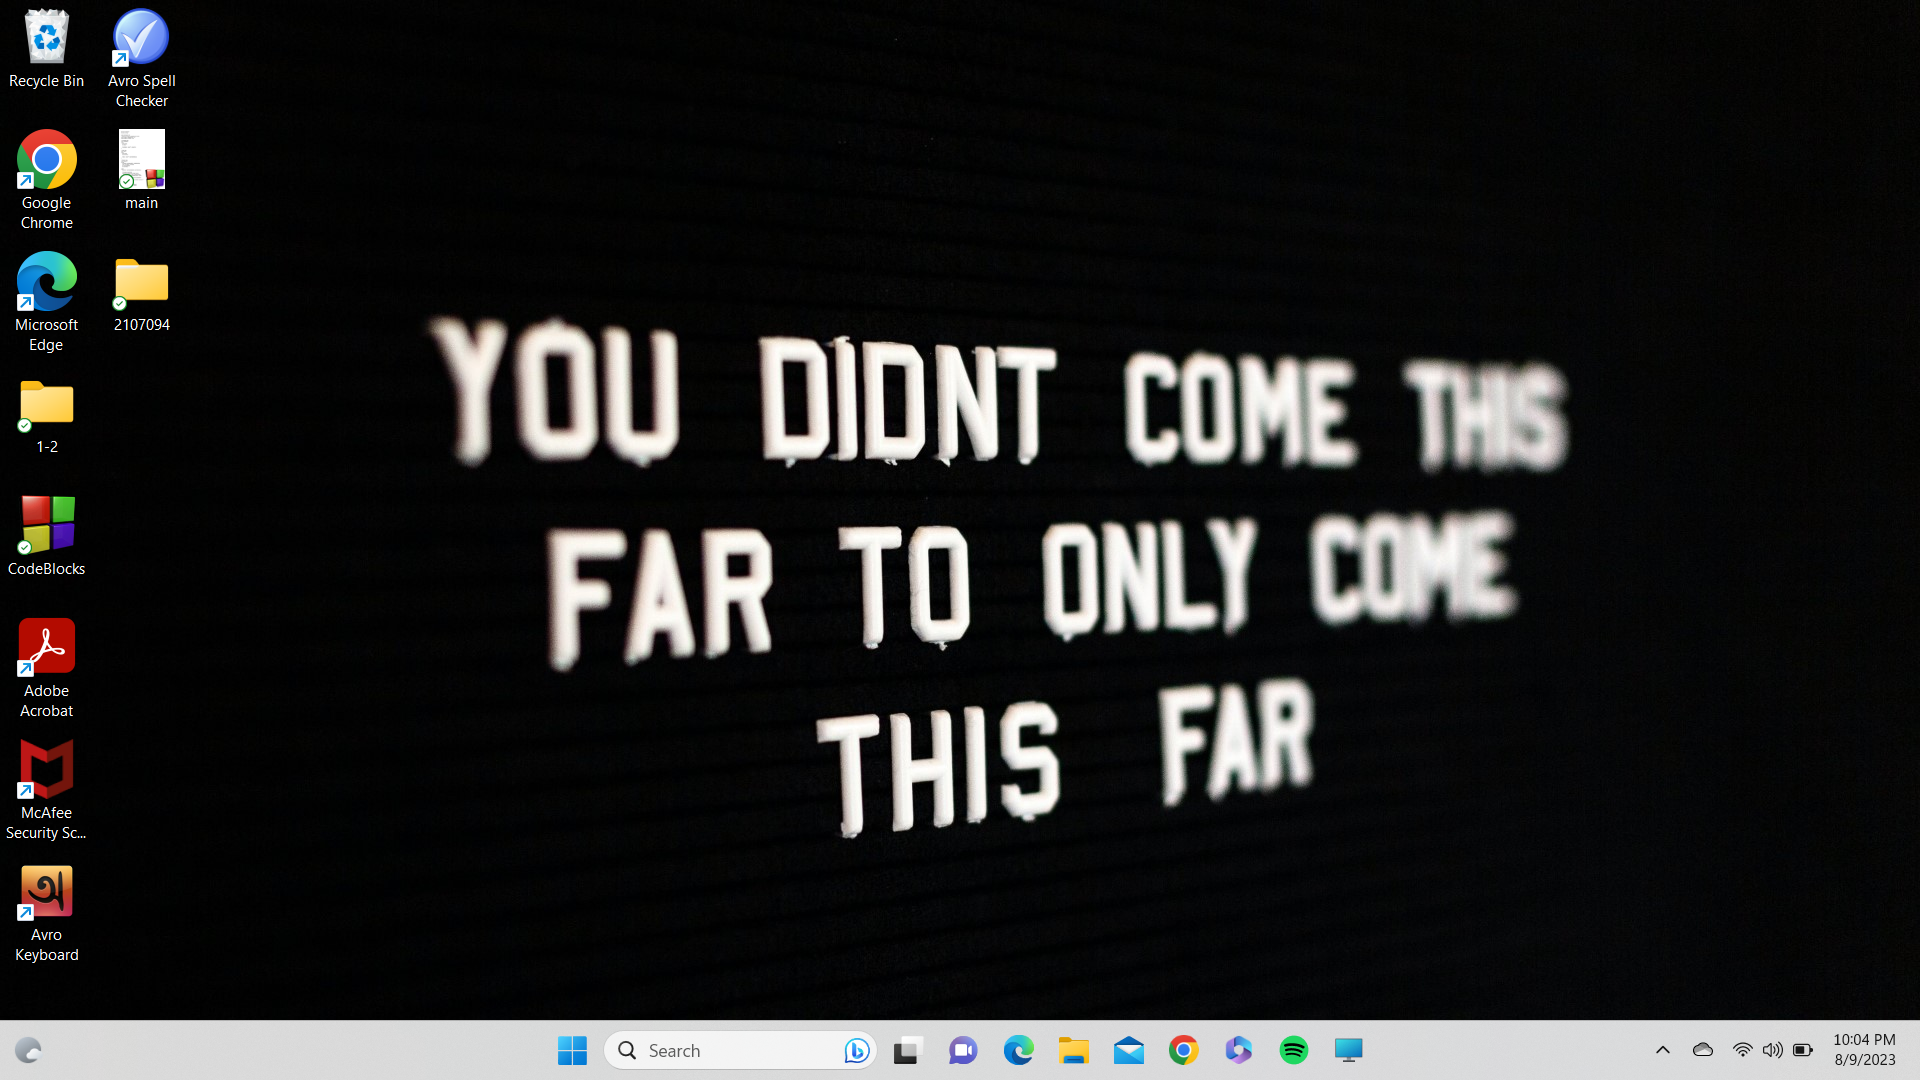 Recycle Bin
Avro Spell
Checker
Google
Chrome
main
Microsoft
Edge
2107094
1-2
CodeBlocks
Adobe
Acrobat
McAfee
Security Sc...
Avro
Keyboard
YOU DIDNT COME THIS
FAR TO ONLY COME
THIS FAR
Search
10:04 PM
8/9/2023